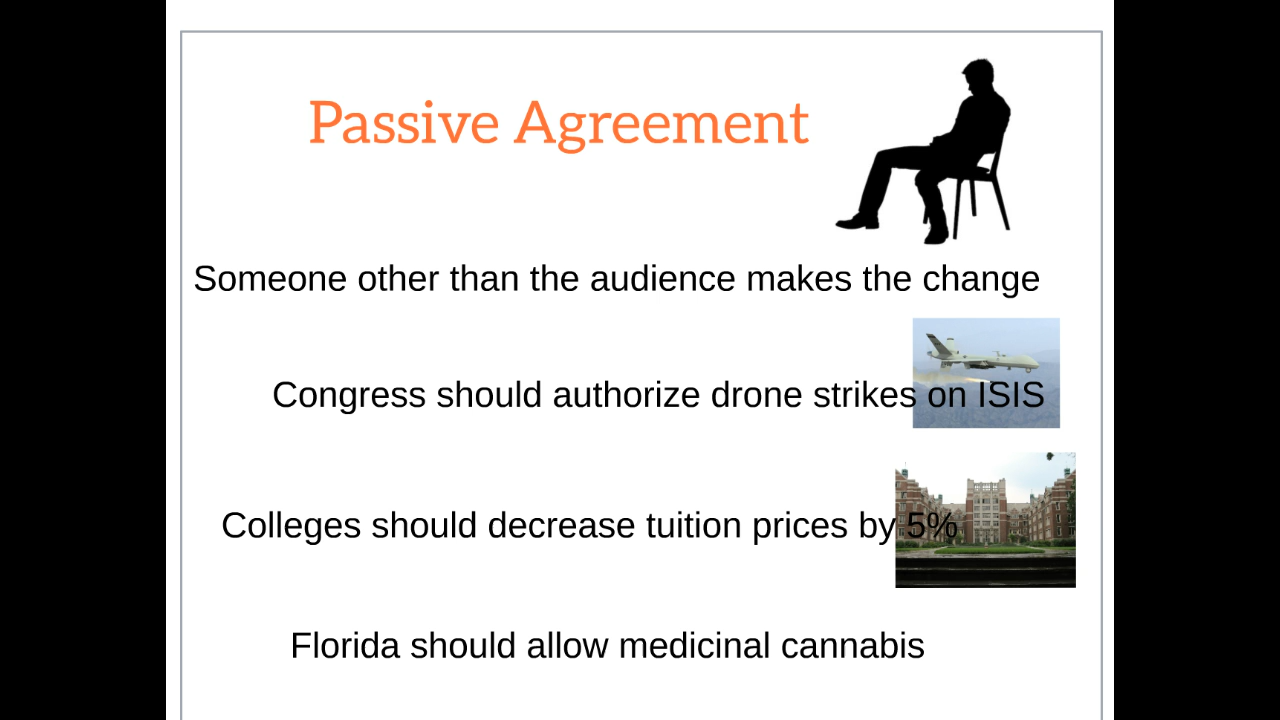 Passive Agreement
Someone other than the audience makes the change
Congress should authorize drone strikes on ISIS
Colleges should decrease tuition prices by 5%
Florida should allow medicinal cannabis